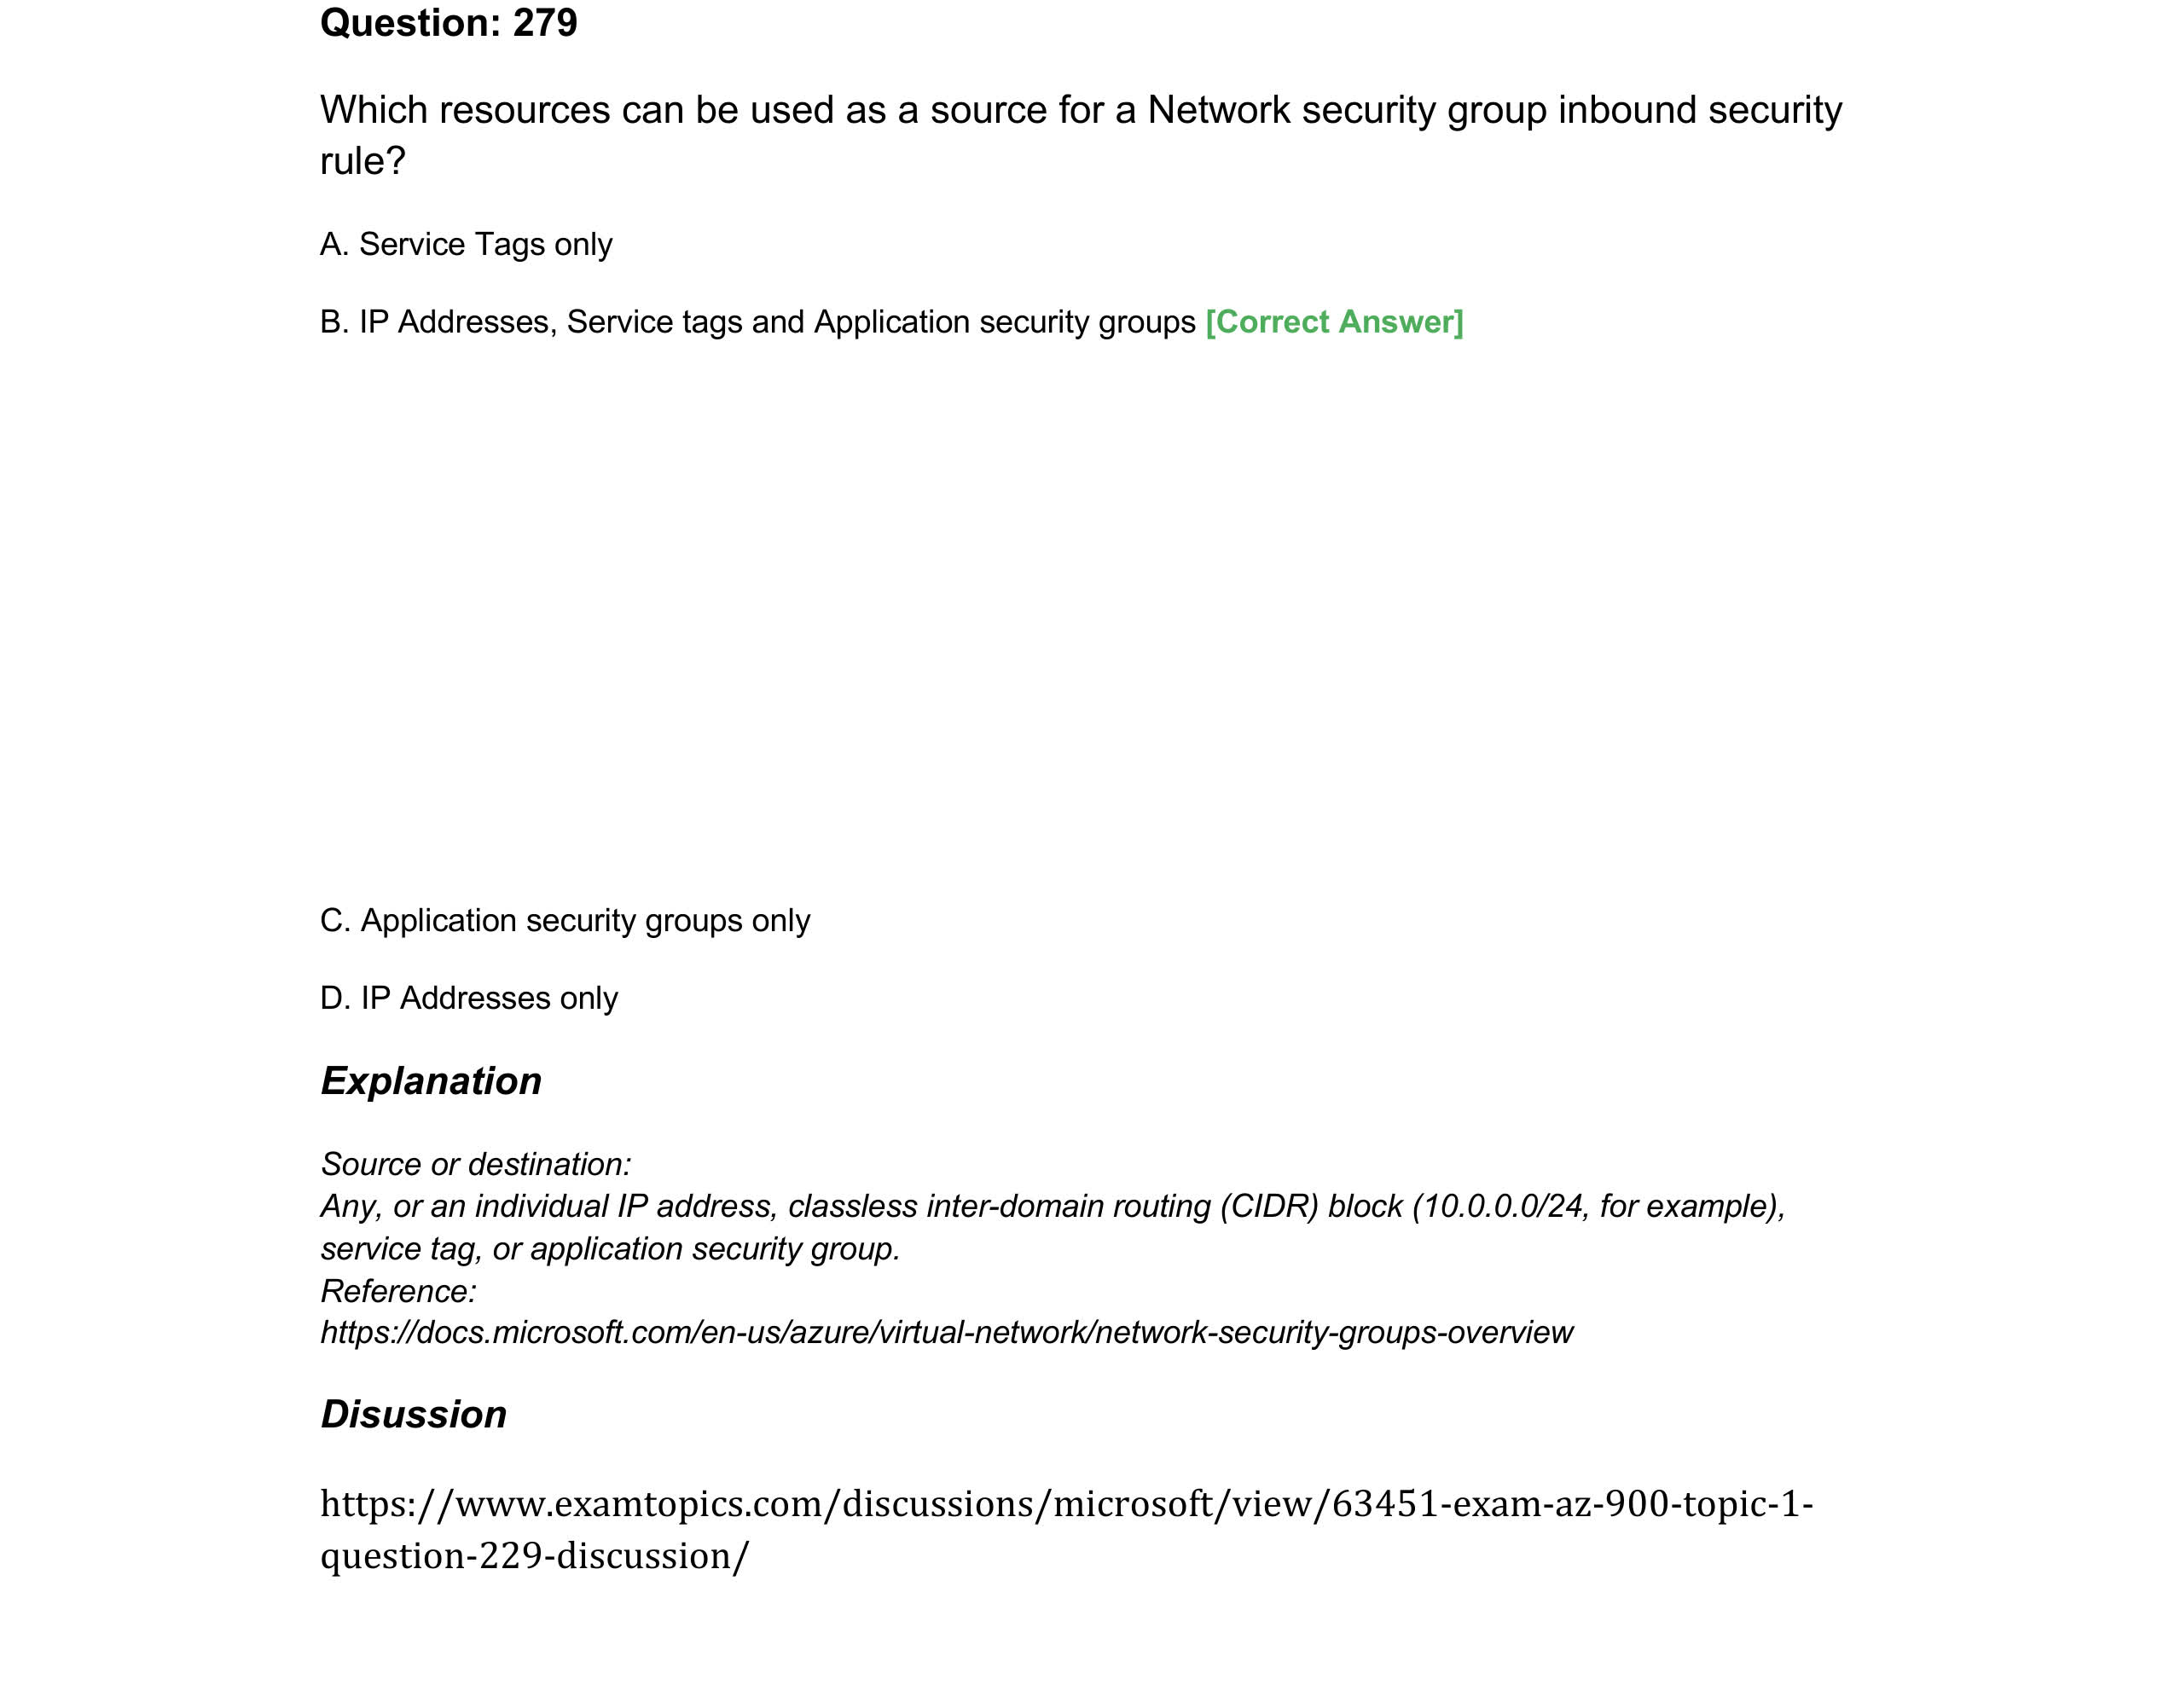 Question: 279
Which resources can be used as a source for a Network security group inbound security
rule?
A. Service Tags only
B. IP Addresses, Service tags and Application security groups [Correct Answer]
C. Application security groups only
D. IP Addresses only
Explanation
Source or destination:
Any, or an individual IP address, classless inter-domain routing (CIDR) block (10.0.0.0/24, for example),
service tag, or application security group.
Reference:
https://docs.microsoft.com/en-us/azure/virtual-network/network-security-groups-overview
Disussion
https://www.examtopics.com/discussions/microsoft/view/63451-exam-az-900-topic-1-
question-229-discussion/